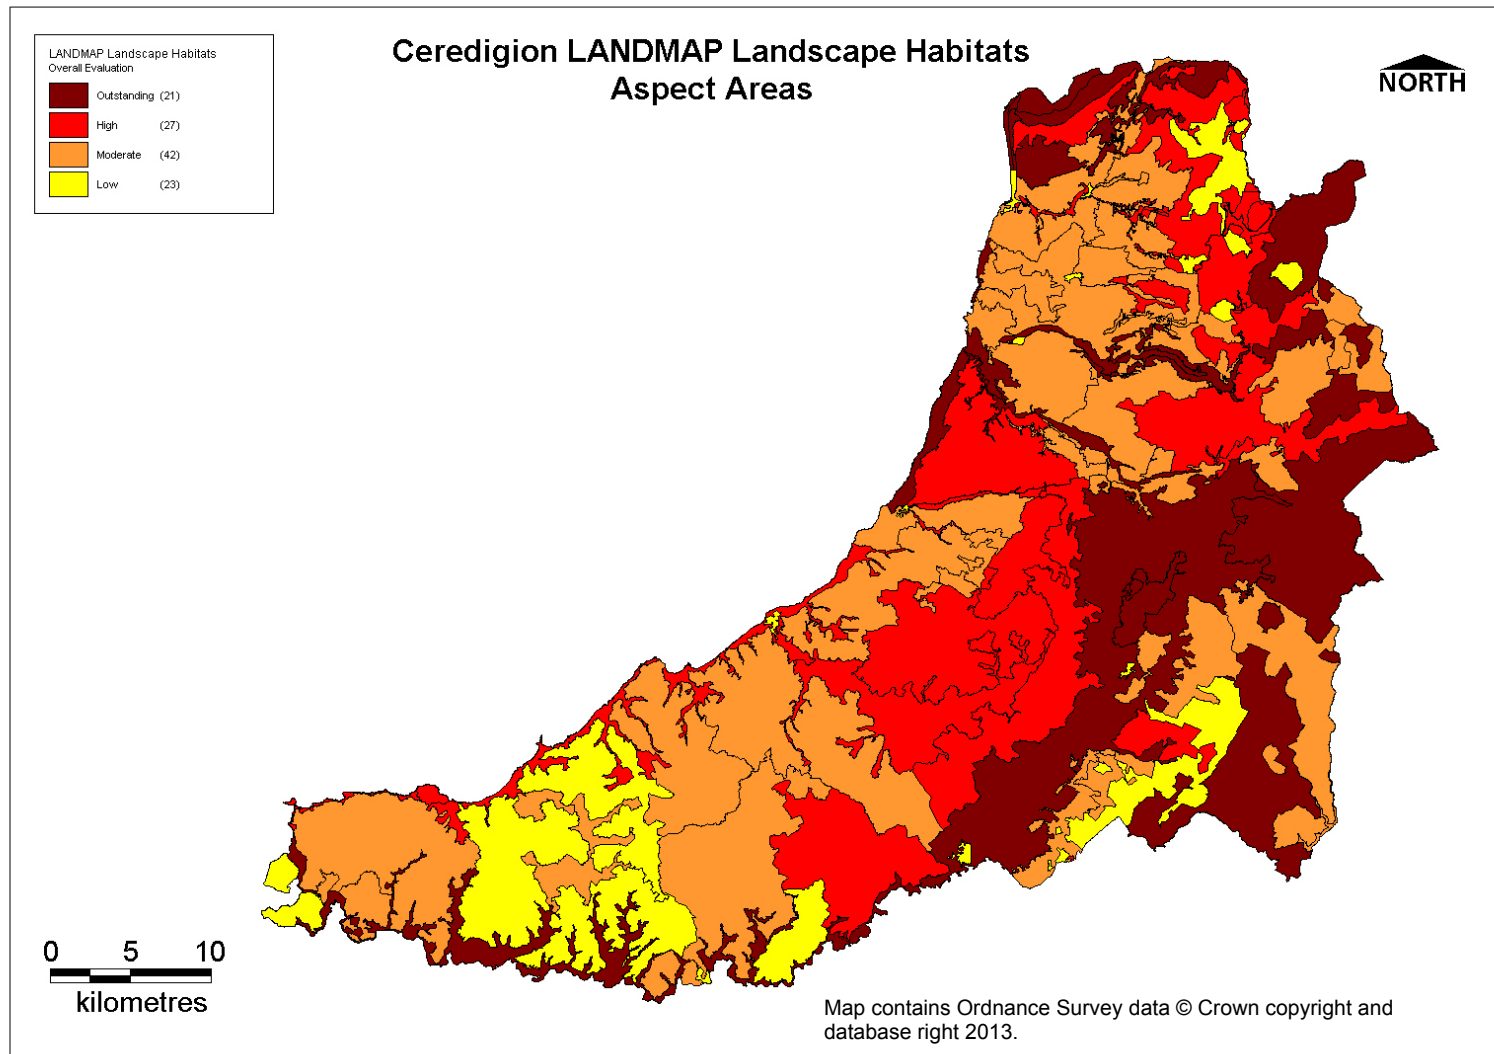 Ceredigion LANDMAP Landscape Habitats
Aspect Areas
LANDMAP Landscape Habitats
Overall Evaluation
Outstanding (21)
High (27)
Moderate (42)
Low (23)
NORTH
0 5 10
kilometres
Map contains Ordnance Survey data © Crown copyright and
database right 2013.